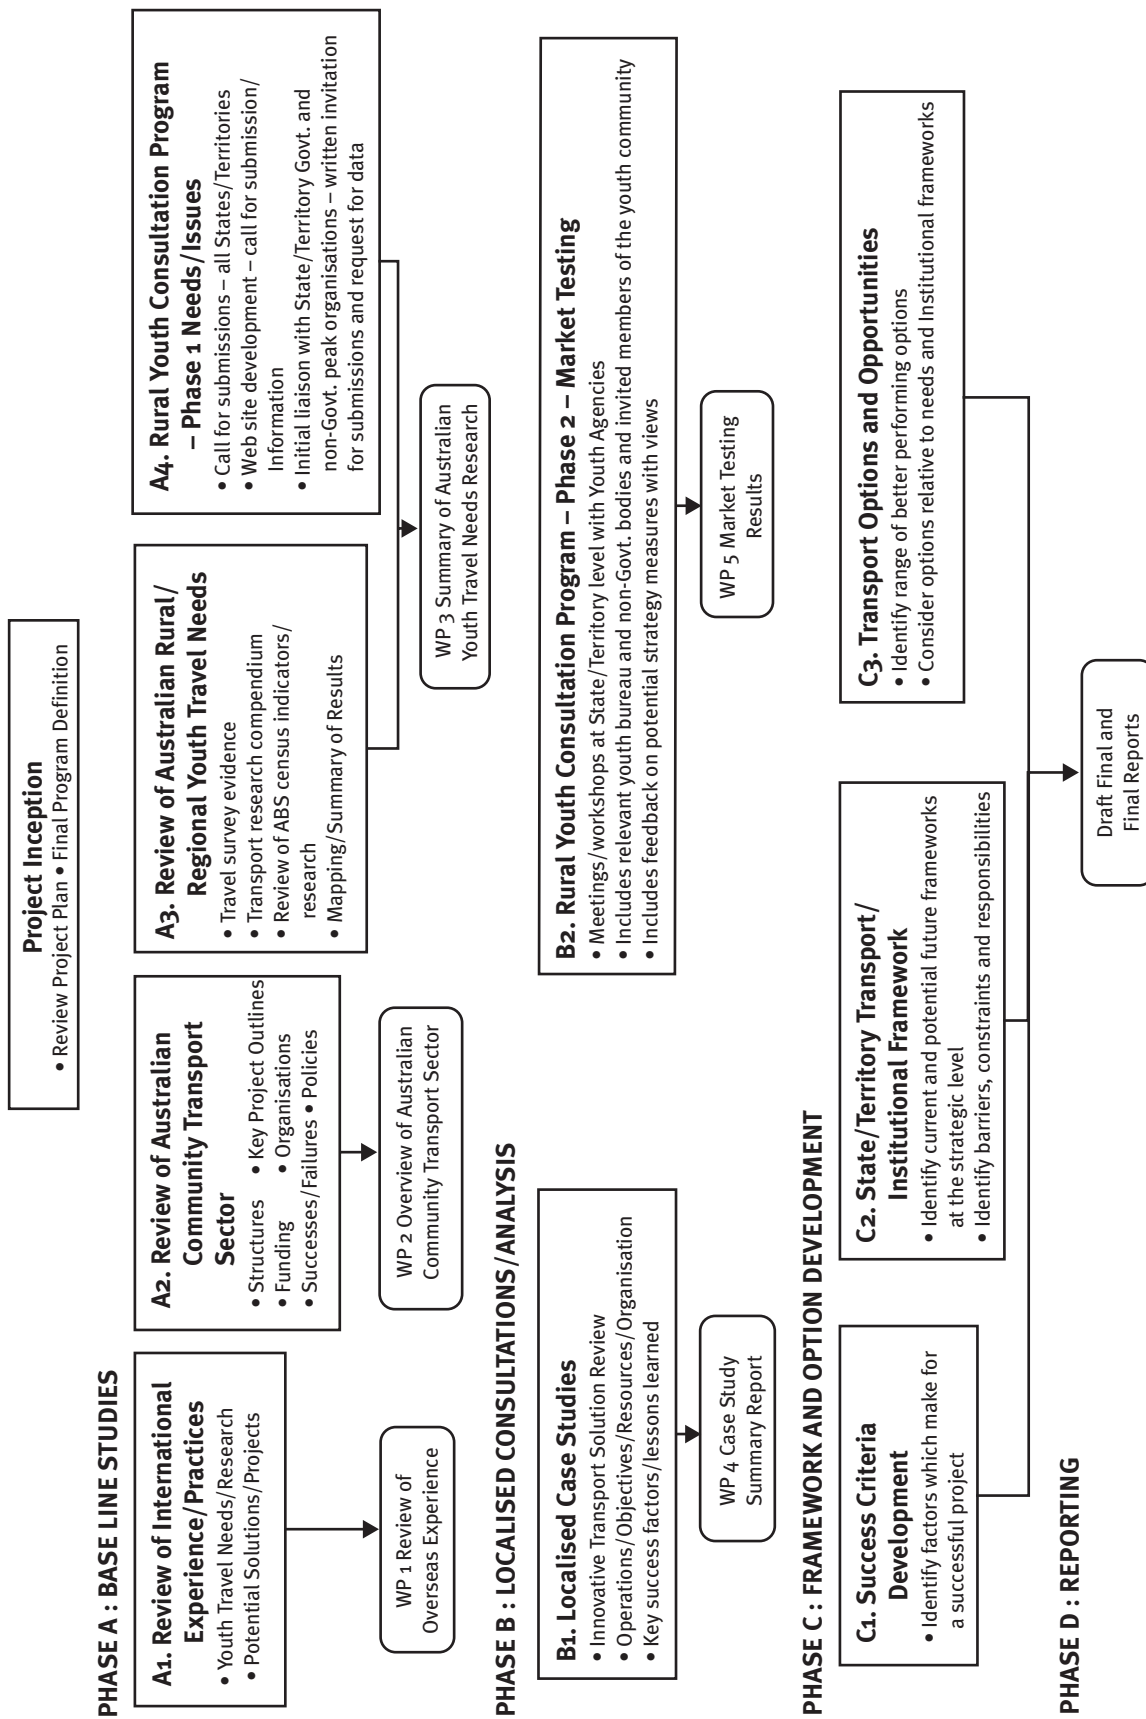 Project Inception
• Review Project Plan • Final Program Definition
PHASE A : BASE LINE STUDIES
A1. Review of International
Experience/Practices
• Youth Travel Needs/Research
• Potential Solutions/Projects
WP 1 Review of
Overseas Experience
A2. Review of Australian
Community Transport
Sector
• Structures • Key Project Outlines
• Funding • Organisations
• Successes/Failures • Policies
WP 2 Overview of Australian
Community Transport Sector
A3. Review of Australian Rural/
Regional Youth Travel Needs
• Travel survey evidence
• Transport research compendium
• Review of ABS census indicators/
research
• Mapping/Summary of Results
A4. Rural Youth Consultation Program
– Phase 1 Needs/Issues
• Call for submissions – all States/Territories
• Web site development – call for submission/
Information
• Initial liaison with State/Territory Govt. and
non-Govt. peak organisations – written invitation
for submissions and request for data
WP 3 Summary of Australian
Youth Travel Needs Research
PHASE B : LOCALISED CONSULTATIONS/ANALYSIS
B1. Localised Case Studies
• Innovative Transport Solution Review
• Operations/Objectives/Resources/Organisation
• Key success factors/lessons learned
WP 4 Case Study
Summary Report
B2. Rural Youth Consultation Program – Phase 2 – Market Testing
• Meetings/workshops at State/Territory level with Youth Agencies
• Includes relevant youth bureau and non-Govt. bodies and invited members of the youth community
• Includes feedback on potential strategy measures with views
WP 5 Market Testing
Results
PHASE C : FRAMEWORK AND OPTION DEVELOPMENT
C1. Success Criteria
Development
• Identify factors which make for
a successful project
C2. State/Territory Transport/
Institutional Framework
• Identify current and potential future frameworks
at the strategic level
• Identify barriers, constraints and responsibilities
C3. Transport Options and Opportunities
• Identify range of better performing options
• Consider options relative to needs and Institutional frameworks
PHASE D : REPORTING
Draft Final and
Final Reports